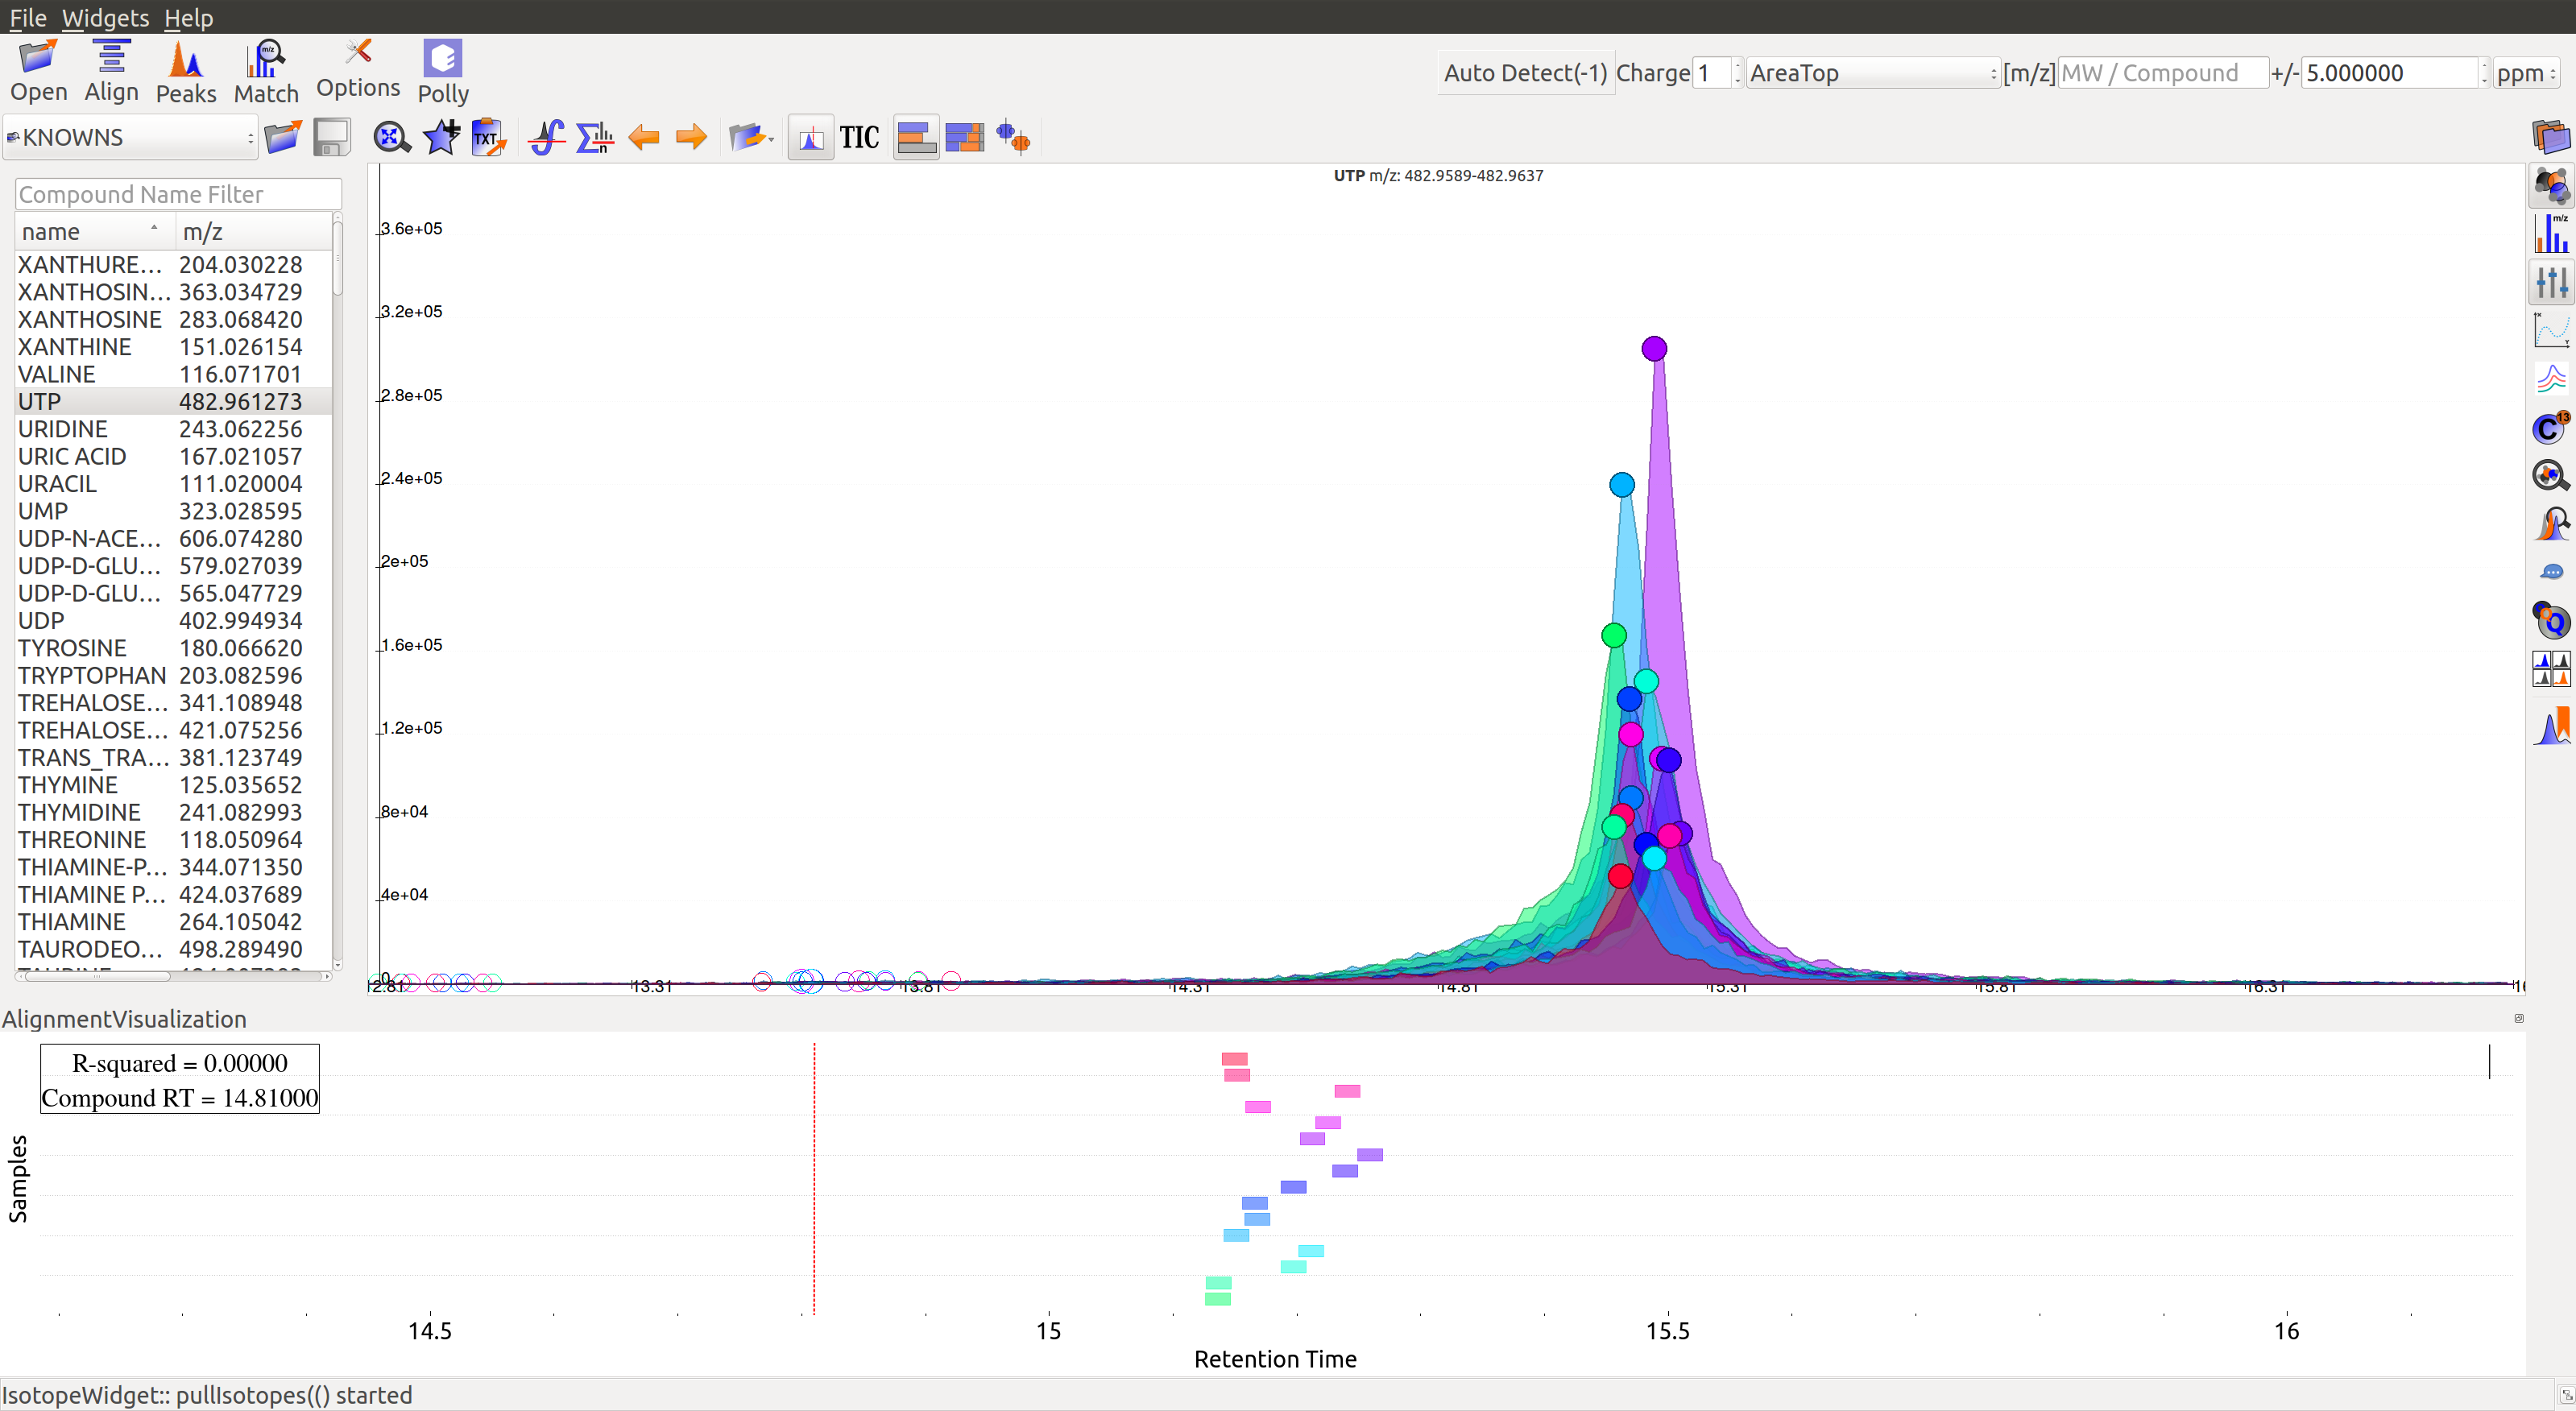 File Widgets Help
Open Align Peaks Match Options Polly
Auto Detect(-1) Charge 1 AreaTop [m/z] MW / Compound +/- 5.000000 ppm
KNOWNS
TXT n TIC
Compound Name Filter
name m/z
XANTHURE... 204.030228
XANTHOSIN... 363.034729
XANTHOSINE 283.068420
XANTHINE 151.026154
VALINE 116.071701
UTP 482.961273
URIDINE 243.062256
URIC ACID 167.021057
URACIL 111.020004
UMP 323.028595
UDP-N-ACE... 606.074280
UDP-D-GLU... 579.027039
UDP-D-GLU... 565.047729
UDP 402.994934
TYROSINE 180.066620
TRYPTOPHAN 203.082596
TREHALOSE... 341.108948
TREHALOSE... 421.075256
TRANS_TRA... 381.123749
THYMINE 125.035652
THYMIDINE 241.082993
THREONINE 118.050964
THIAMINE-P... 344.071350
THIAMINE P... 424.037689
THIAMINE 264.105042
TAURODEO... 498.289490
UTP m/z: 482.9589-482.9637
3.6e+05
3.2e+05
2.8e+05
2.4e+05
2e+05
1.6e+05
1.2e+05
8e+04
4e+04
0
12.81 13.31 13.81 14.31 14.81 15.31 15.81 16.31
m/z
C 13
Q
AlignmentVisualization
R-squared = 0.00000
Compound RT = 14.81000
Samples
14.5 15 15.5 16
Retention Time
IsotopeWidget:: pullIsotopes(() started